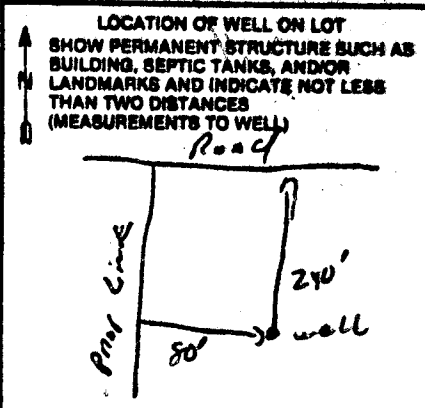 LOCATION OF WELL ON LOT
SHOW PERMANENT STRUCTURE SUCH AS
BUILDING, SEPTIC TANKS, AND/OR
LANDMARKS AND INDICATE NOT LESS
THAN TWO DISTANCES
(MEASUREMENTS TO WELL)
N
Road
Line
240'
80'
well